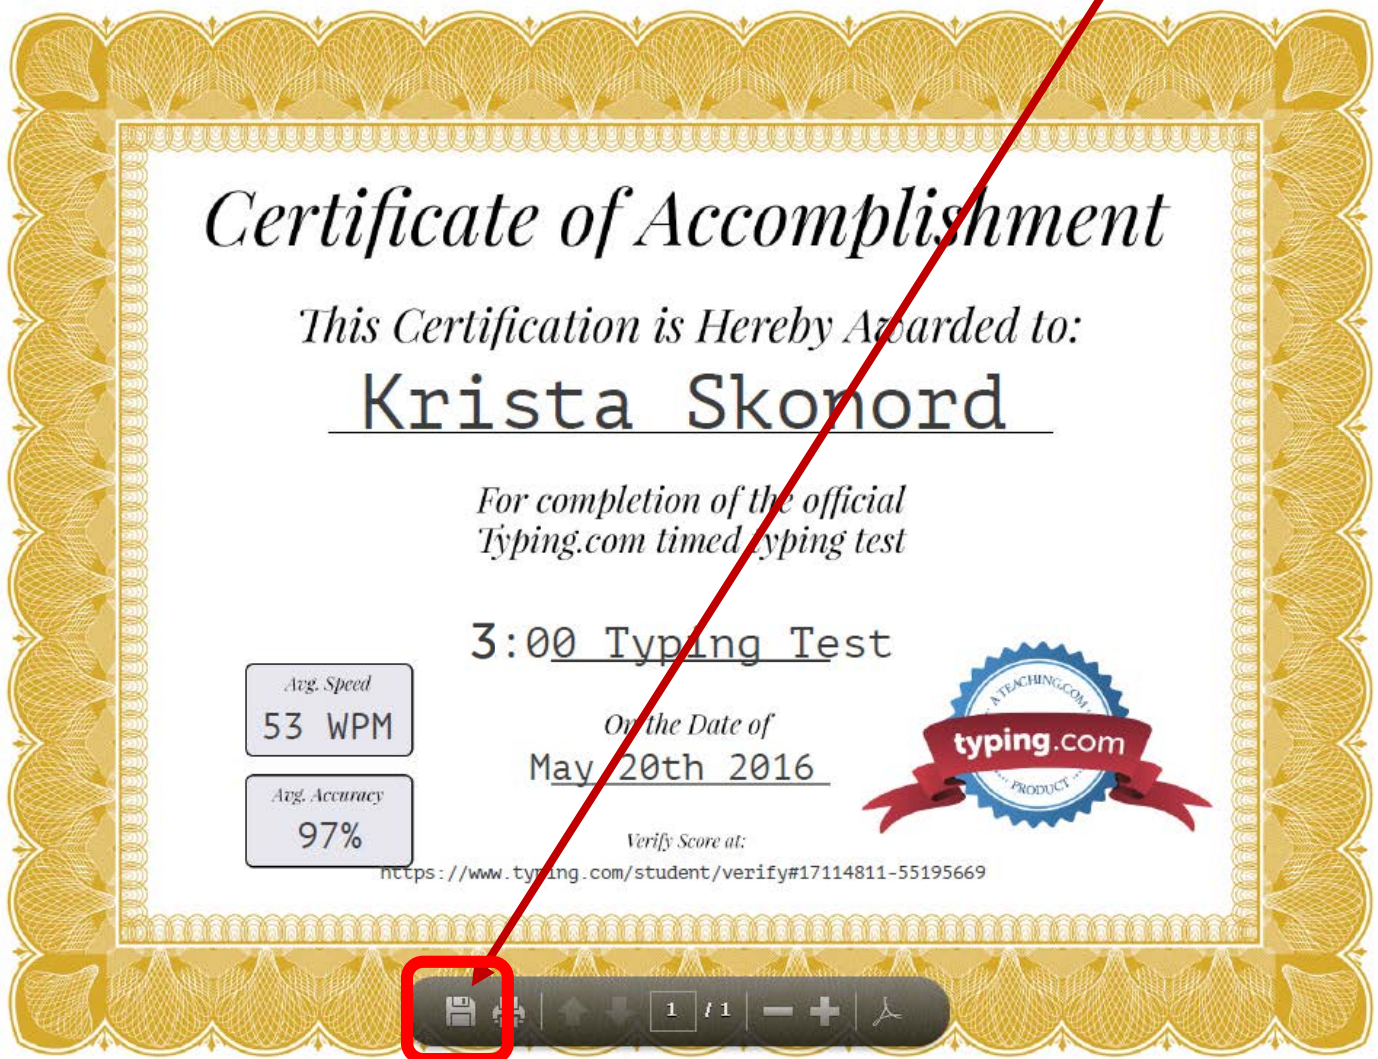 Certificate of Accomplishment
This Certification is Hereby Awarded to:
Krista Skonord
For completion of the official
Typing.com timed typing test
3:00 Typing Test
Avg. Speed
53 WPM
On the Date of
May 20th 2016
Avg. Accuracy
97%
Verify Score at:
https://www.typing.com/student/verify#17114811-55195669
A TEACHING.COM
typing.com
PRODUCT
1 / 1